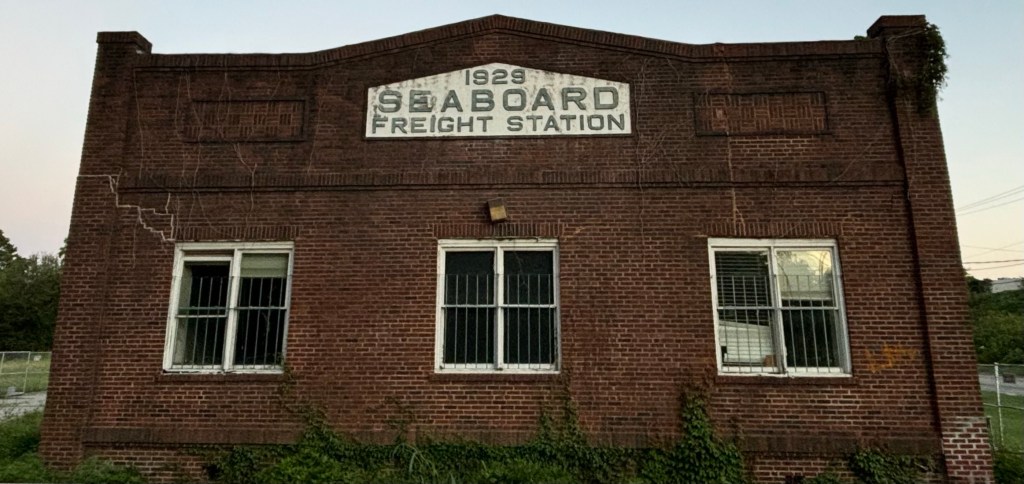 1929
SEABOARD
FREIGHT STATION